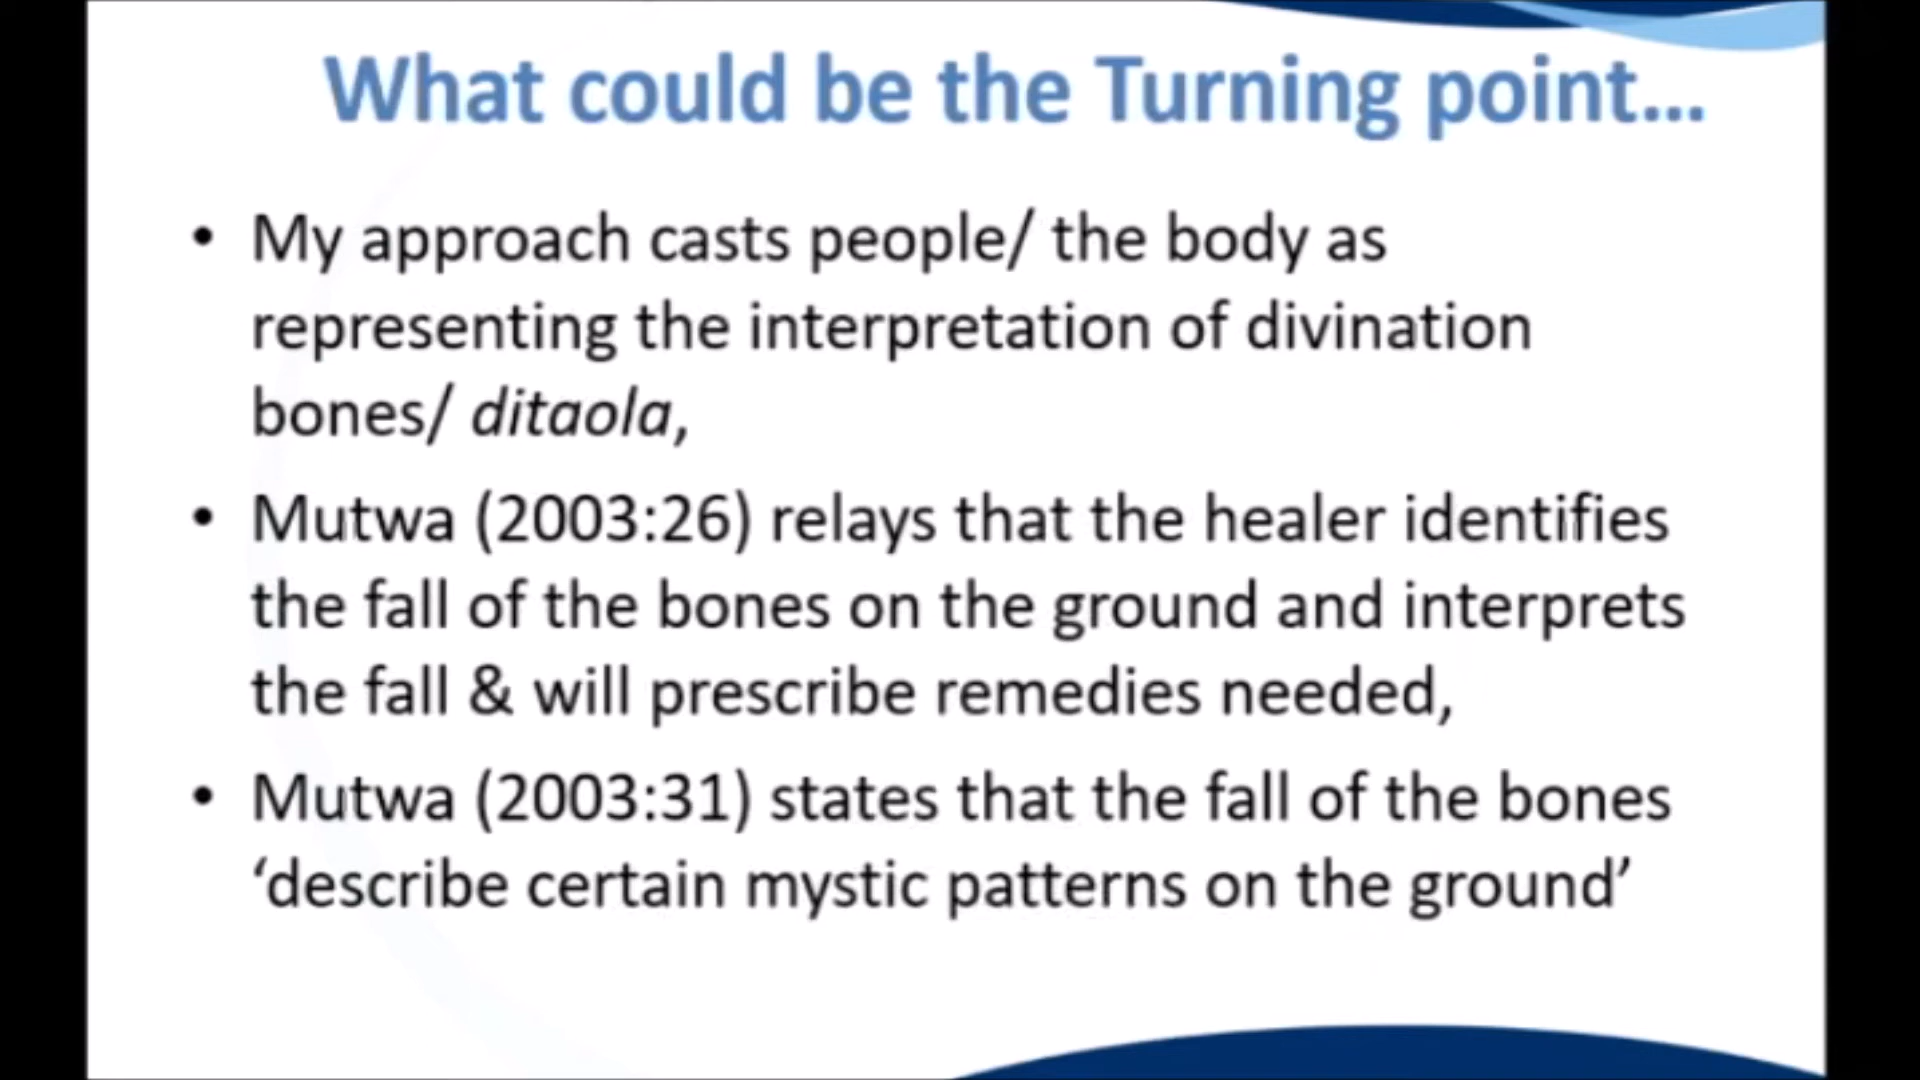 What could be the Turning point...
• My approach casts people/ the body as
representing the interpretation of divination
bones/ ditaola,
• Mutwa (2003:26) relays that the healer identifies
the fall of the bones on the ground and interprets
the fall & will prescribe remedies needed,
• Mutwa (2003:31) states that the fall of the bones
‘describe certain mystic patterns on the ground’